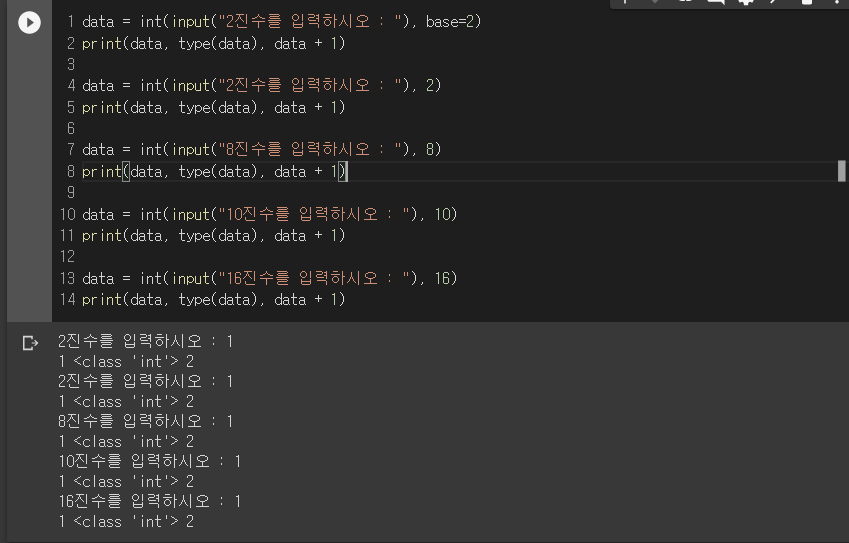 1 data = int(input("2진수를 입력하시오 : "), base=2)
2 print(data, type(data), data + 1)
3
4 data = int(input("2진수를 입력하시오 : "), 2)
5 print(data, type(data), data + 1)
6
7 data = int(input("8진수를 입력하시오 : "), 8)
8 print(data, type(data), data + 1)
9
10 data = int(input("10진수를 입력하시오 : "), 10)
11 print(data, type(data), data + 1)
12
13 data = int(input("16진수를 입력하시오 : "), 16)
14 print(data, type(data), data + 1)
2진수를 입력하시오 : 1
1 <class 'int'> 2
2진수를 입력하시오 : 1
1 <class 'int'> 2
8진수를 입력하시오 : 1
1 <class 'int'> 2
10진수를 입력하시오 : 1
1 <class 'int'> 2
16진수를 입력하시오 : 1
1 <class 'int'> 2